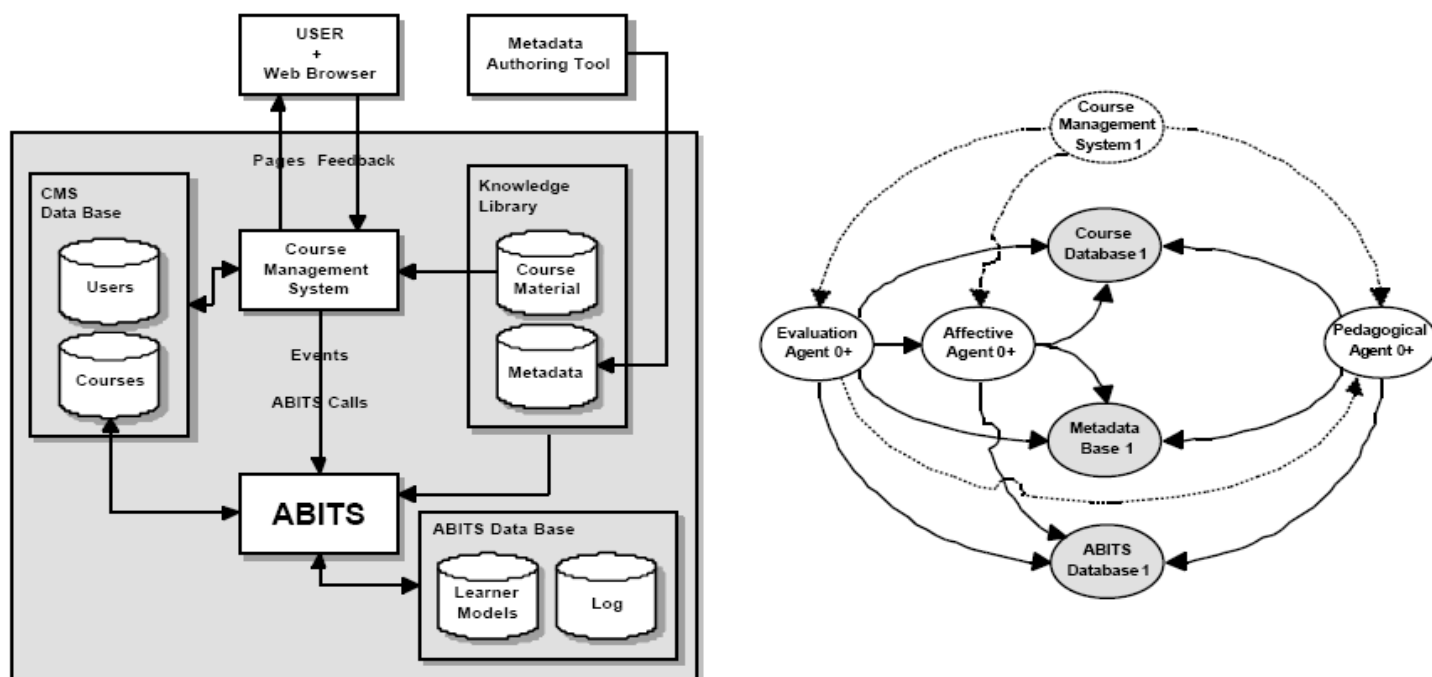 USER
+
Web Browser
Metadata
Authoring Tool
Pages Feedback
CMS
Data Base
Users
Courses
Course
Management
System
Knowledge
Library
Course
Material
Metadata
Events
ABITS Calls
ABITS
ABITS Data Base
Learner
Models
Log
Course
Management
System 1
Course
Database 1
Evaluation
Agent 0+
Affective
Agent 0+
Pedagogical
Agent 0+
Metadata
Base 1
ABITS
Database 1